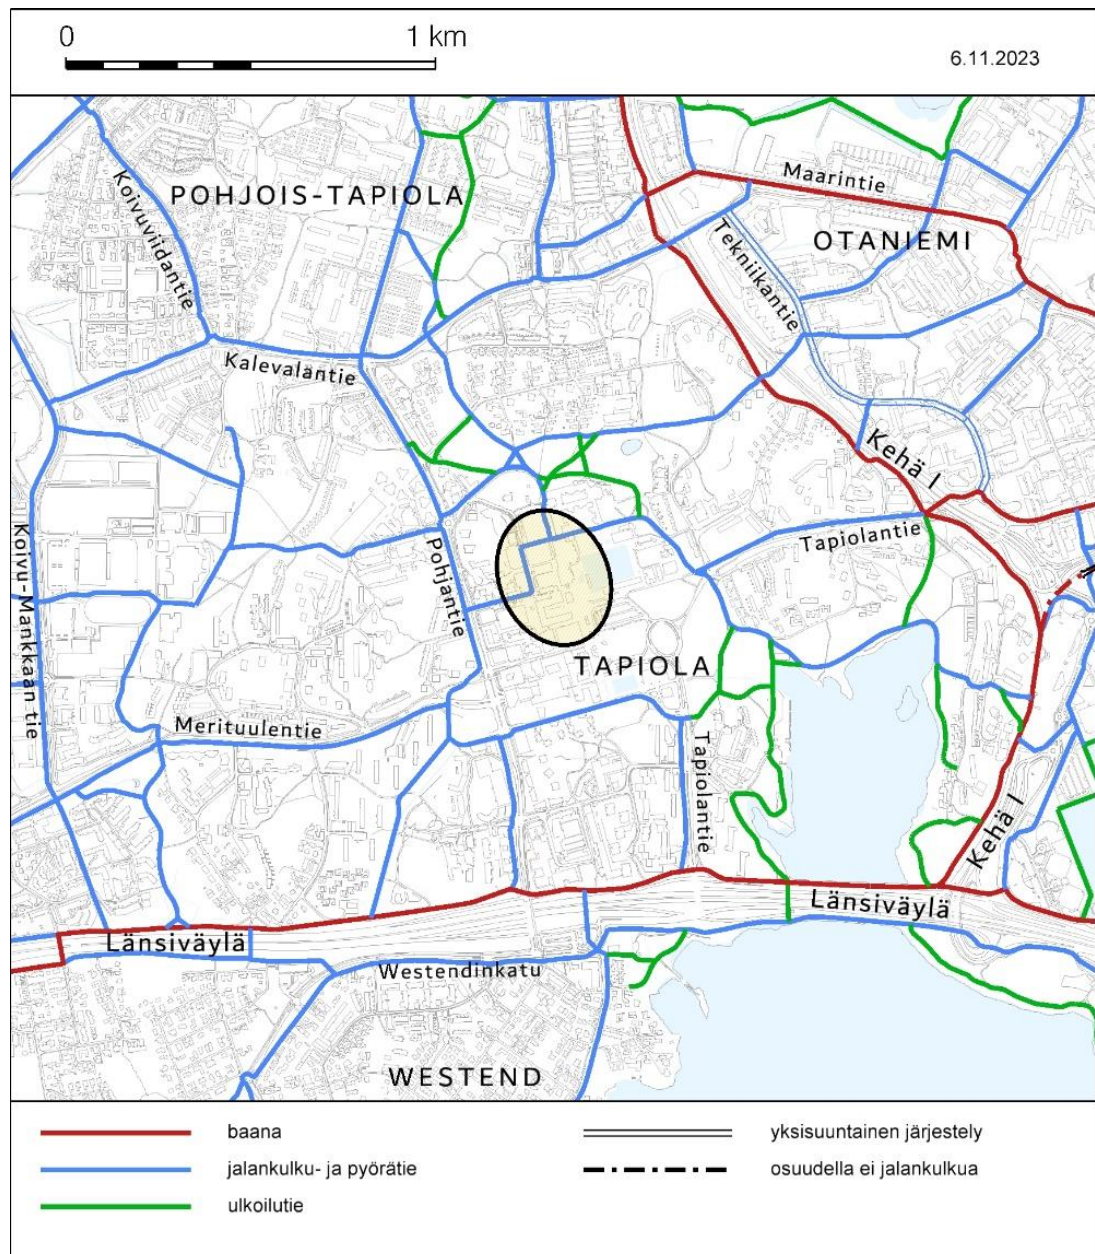 0 1 km
6.11.2023
Maarintie
POHJOIS-TAPIOLA
Koivuviidantie
OTANIEMI
Tekniikantie
Kalevalantie
Kehä I
Koivu-Mankkaan tie
Pohjantie
Tapiolantie
TAPIOLA
Merituulentie
Tapiolantie
Kehä I
Länsiväylä
Länsiväylä
Westendinkatu
WESTEND
baana
yksisuuntainen järjestely
jalankulku- ja pyörätie
osuudella ei jalankulkua
ulkoilutie